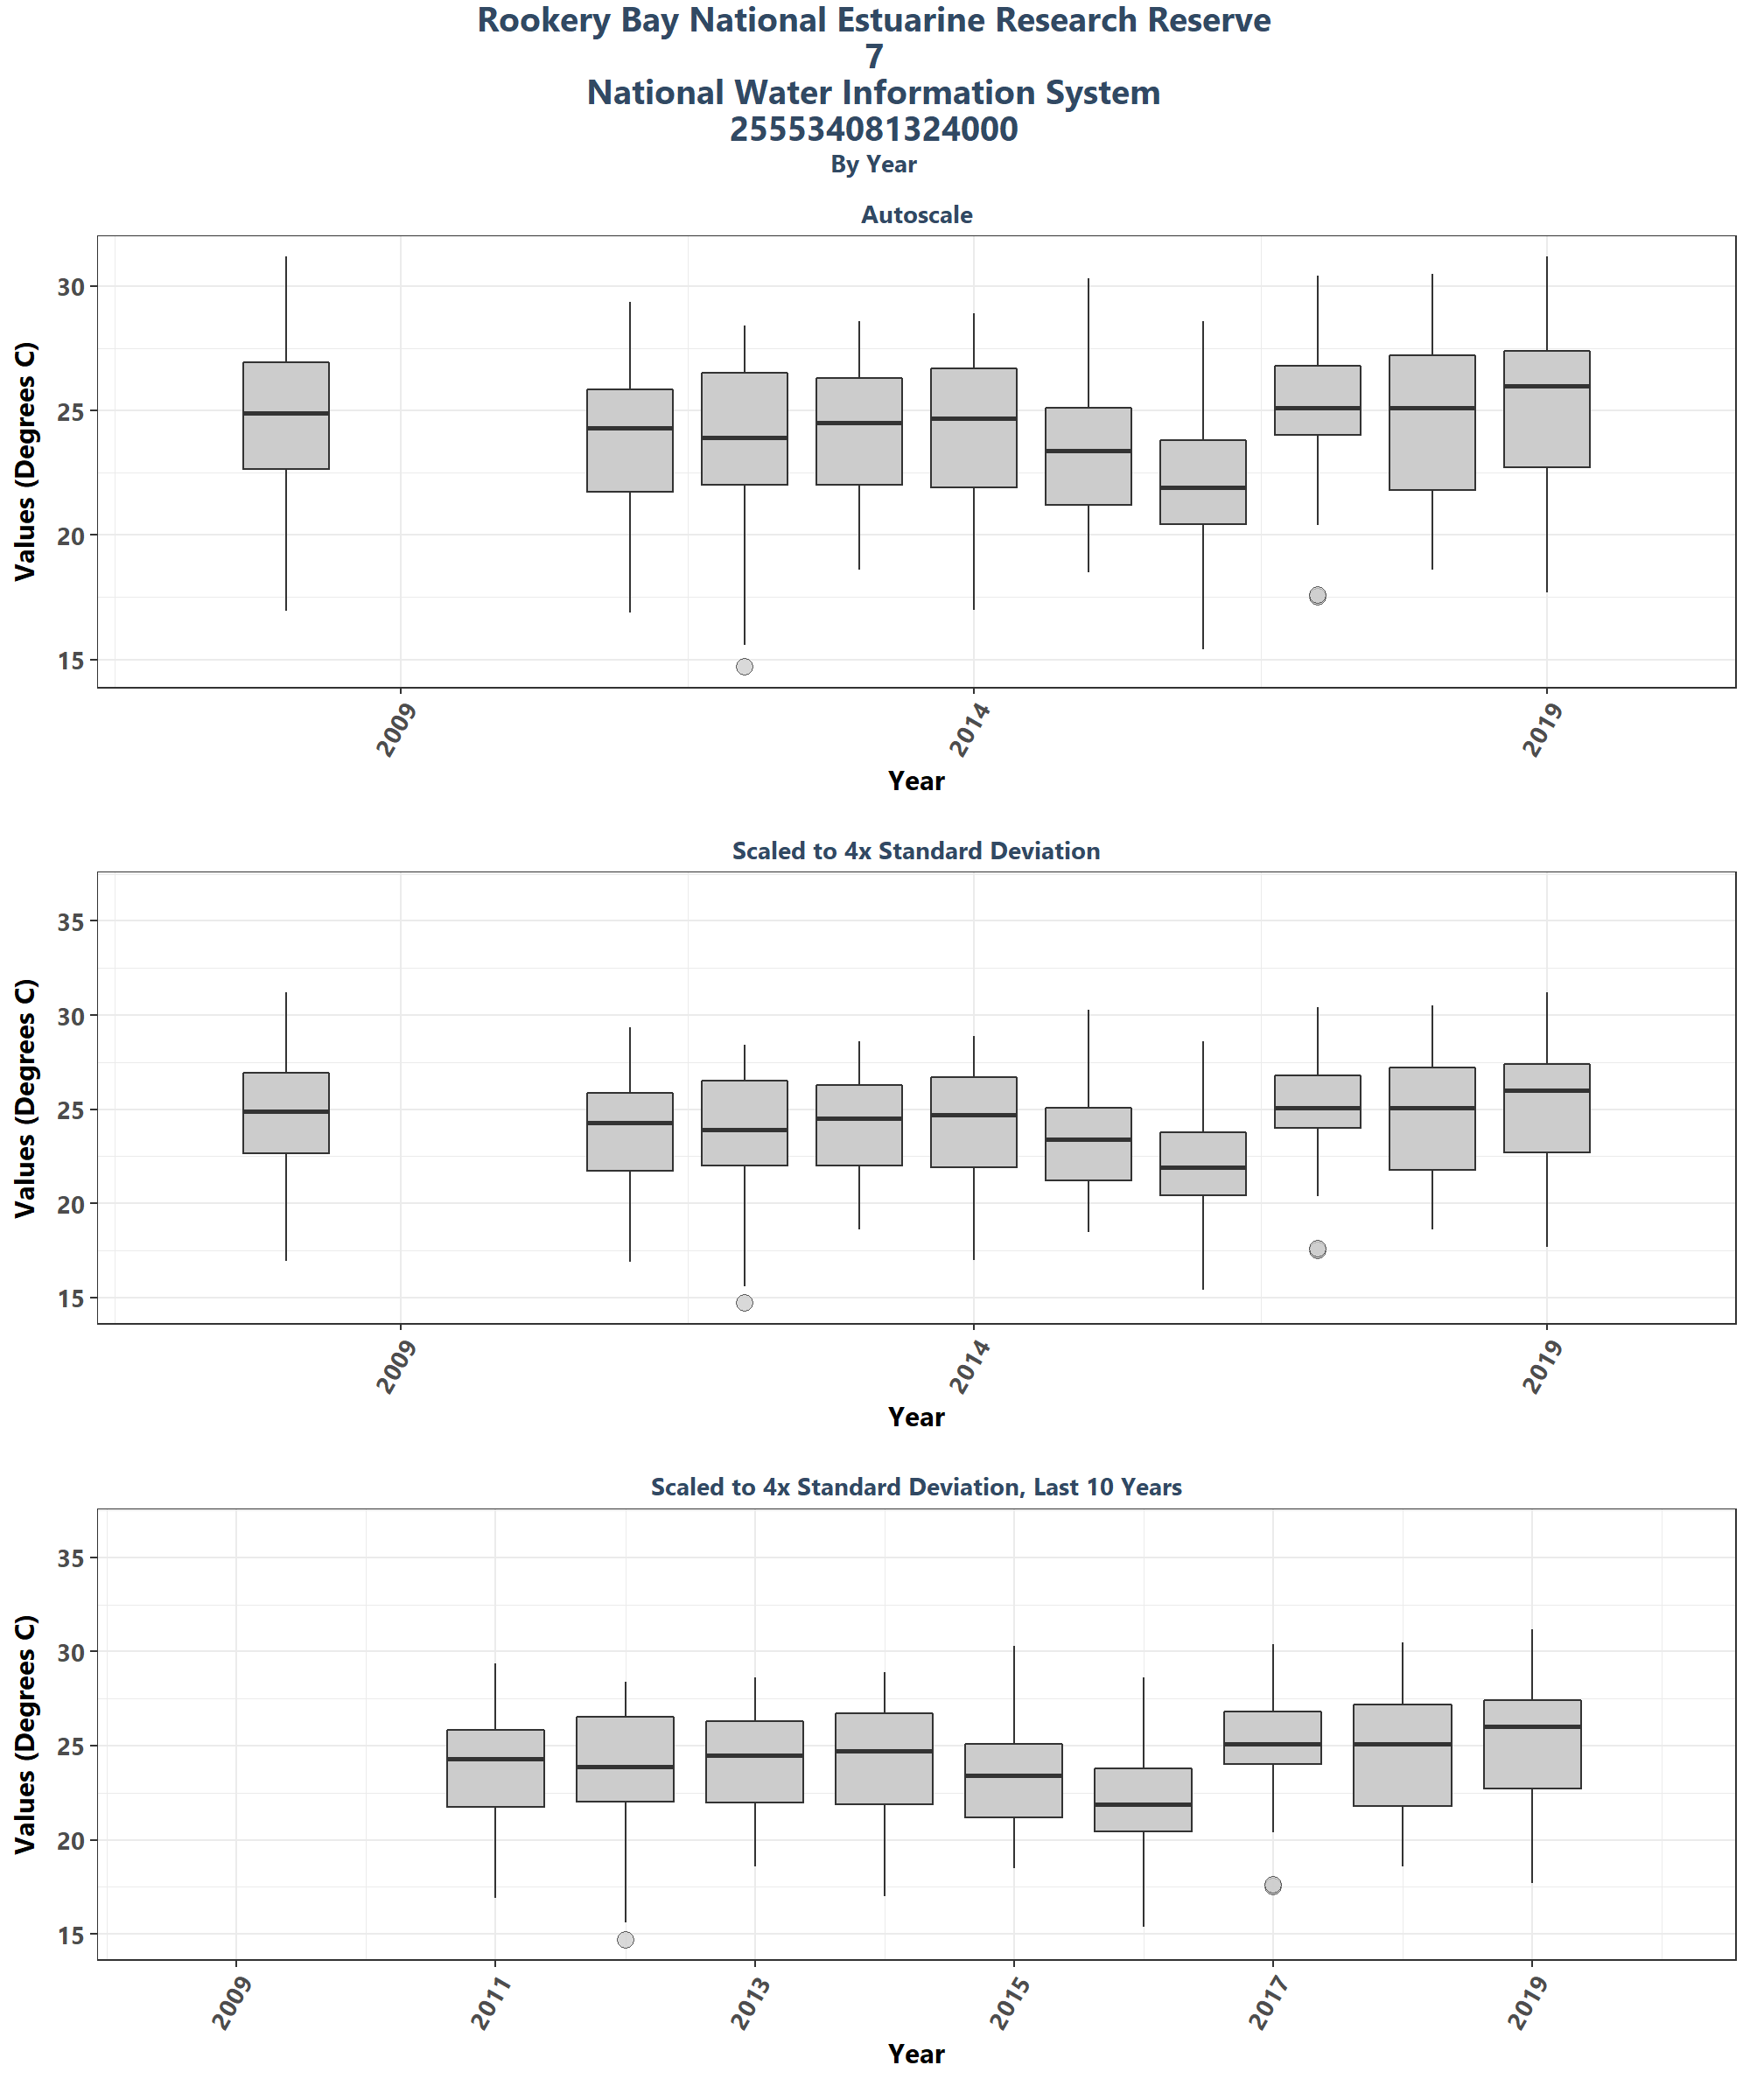 Rookery Bay National Estuarine Research Reserve
7
National Water Information System
255534081324000
By Year
Autoscale
Values (Degrees C)
30
25
20
15
2009
2014
2019
Year
Scaled to 4x Standard Deviation
Values (Degrees C)
35
30
25
20
15
2009
2014
2019
Year
Scaled to 4x Standard Deviation, Last 10 Years
Values (Degrees C)
35
30
25
20
15
2009
2011
2013
2015
2017
2019
Year